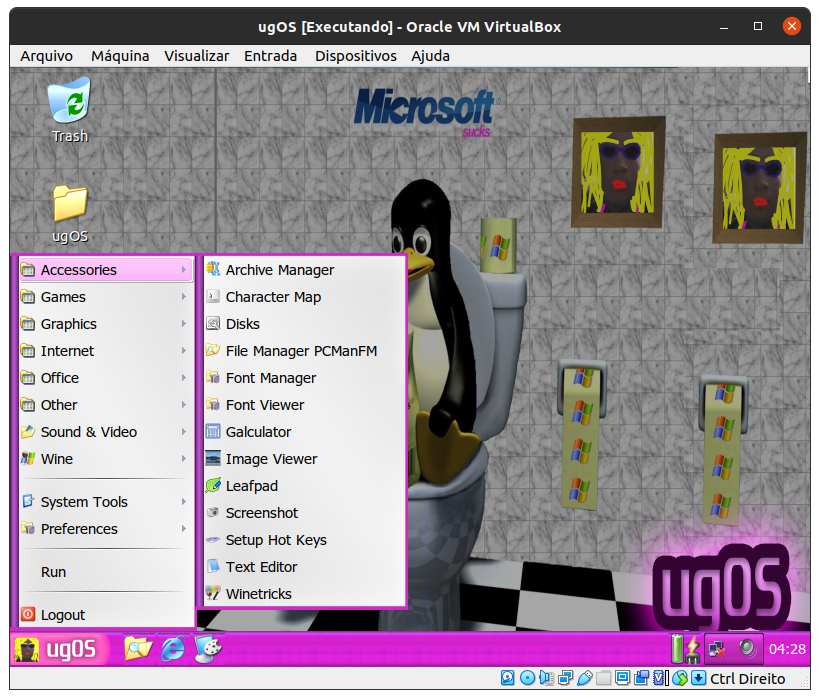 ugOS [Executando] - Oracle VM VirtualBox
Arquivo Máquina Visualizar Entrada Dispositivos Ajuda
Microsoft
sucks
Trash
ugOS
Accessories
Games
Graphics
Internet
Office
Other
Sound & Video
Wine
System Tools
Preferences
Run
Logout
Archive Manager
Character Map
Disks
File Manager PCManFM
Font Manager
Font Viewer
Galculator
Image Viewer
Leafpad
Screenshot
Setup Hot Keys
Text Editor
Winetricks
ugOS
ugOS
04:28
Ctrl Direito